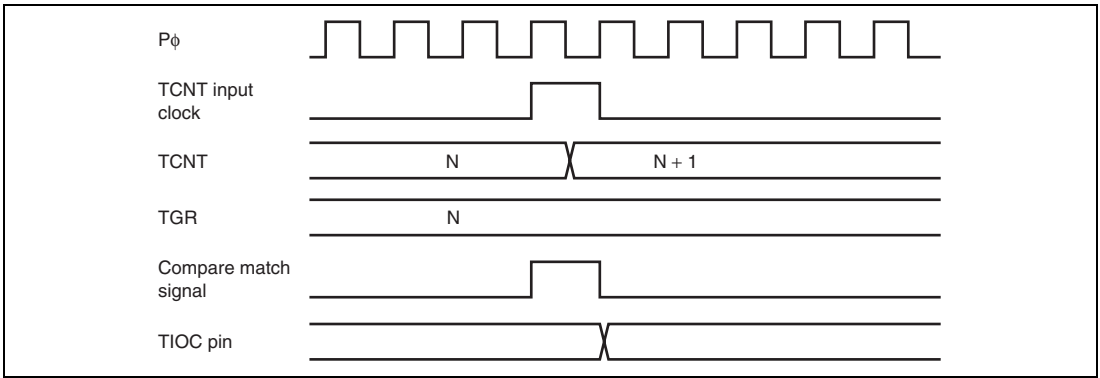 Pϕ
TCNT input
clock
TCNT
N
N + 1
TGR
N
Compare match
signal
TIOC pin